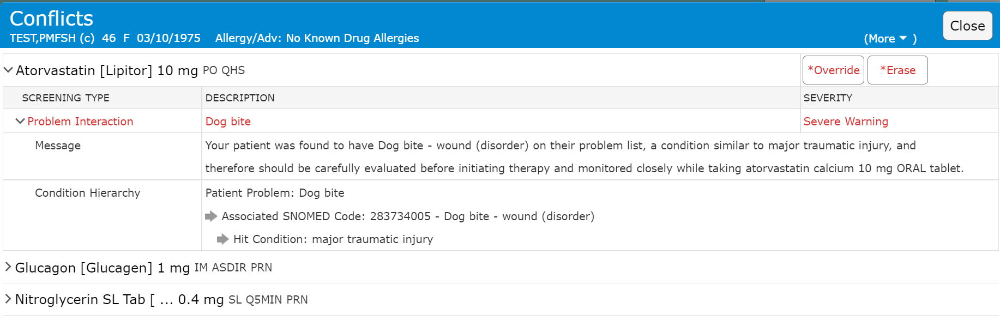 Conflicts
TEST,PMFSH (c) 46 F 03/10/1975 Allergy/Adv: No Known Drug Allergies (More )
Close
Atorvastatin [Lipitor] 10 mg PO QHS *Override *Erase
SCREENING TYPE DESCRIPTION SEVERITY
Problem Interaction Dog bite Severe Warning
Message Your patient was found to have Dog bite - wound (disorder) on their problem list, a condition similar to major traumatic injury, and
therefore should be carefully evaluated before initiating therapy and monitored closely while taking atorvastatin calcium 10 mg ORAL tablet.
Condition Hierarchy Patient Problem: Dog bite
Associated SNOMED Code: 283734005 - Dog bite - wound (disorder)
Hit Condition: major traumatic injury
Glucagon [Glucagen] 1 mg IM ASDIR PRN
Nitroglycerin SL Tab [ ... 0.4 mg SL Q5MIN PRN